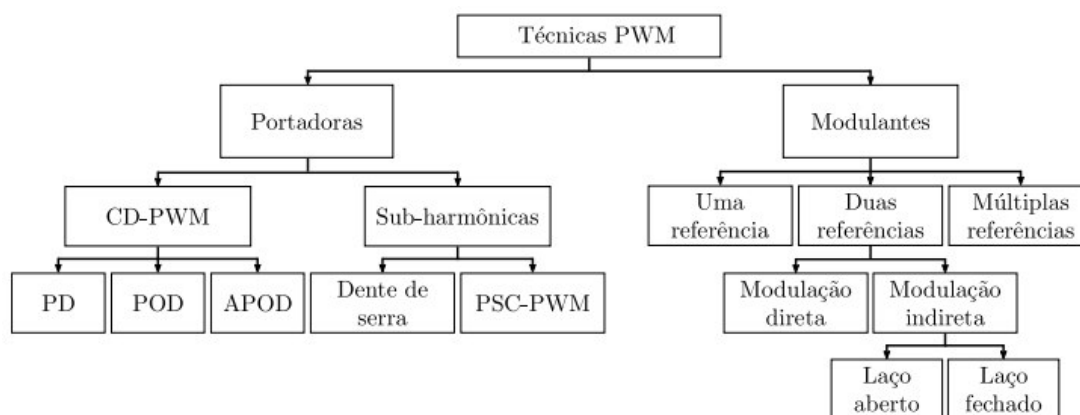 Técnicas PWM
Portadoras
Modulantes
CD-PWM
Sub-harmônicas
Uma
referência
Duas
referências
Múltiplas
referências
PD
POD
APOD
Dente de
serra
PSC-PWM
Modulação
direta
Modulação
indireta
Laço
aberto
Laço
fechado